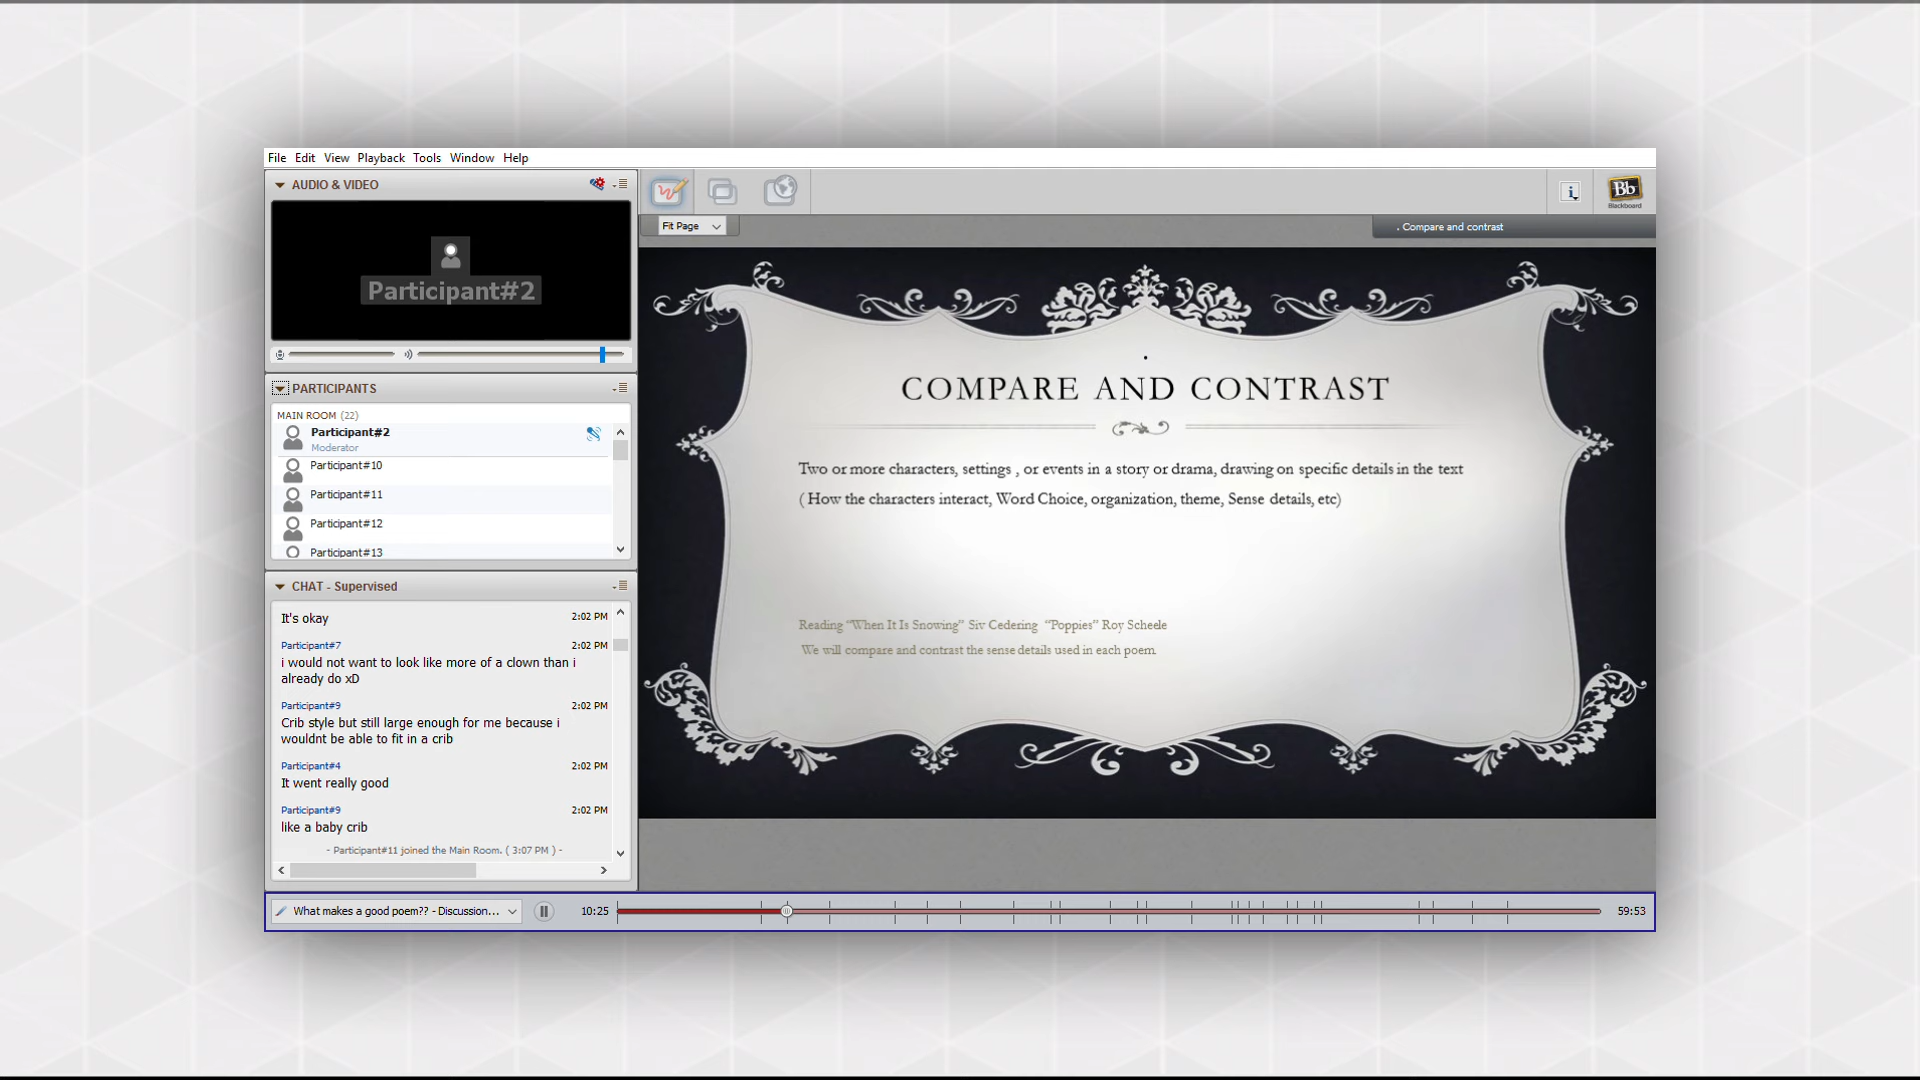 File Edit View Playback Tools Window Help
AUDIO & VIDEO
Participant#2
PARTICIPANTS
MAIN ROOM (22)
Participant#2
Moderator
Participant#10
Participant#11
Participant#12
Participant#13
CHAT - Supervised
It's okay 2:02 PM
Participant#7 2:02 PM
i would not want to look like more of a clown than i
already do xD
Participant#9 2:02 PM
Crib style but still large enough for me because i
wouldnt be able to fit in a crib
Participant#4 2:02 PM
It went really good
Participant#9 2:02 PM
like a baby crib
- Participant#11 joined the Main Room. ( 3:07 PM ) -
i
Bb
Blackboard
Fit Page
. Compare and contrast
.
COMPARE AND CONTRAST
Two or more characters, settings , or events in a story or drama, drawing on specific details in the text
( How the characters interact, Word Choice, organization, theme, Sense details, etc)
Reading “When It Is Snowing” Siv Cedering “Poppies” Roy Scheele
We will compare and contrast the sense details used in each poem.
What makes a good poem?? - Discussion... 10:25 59:53